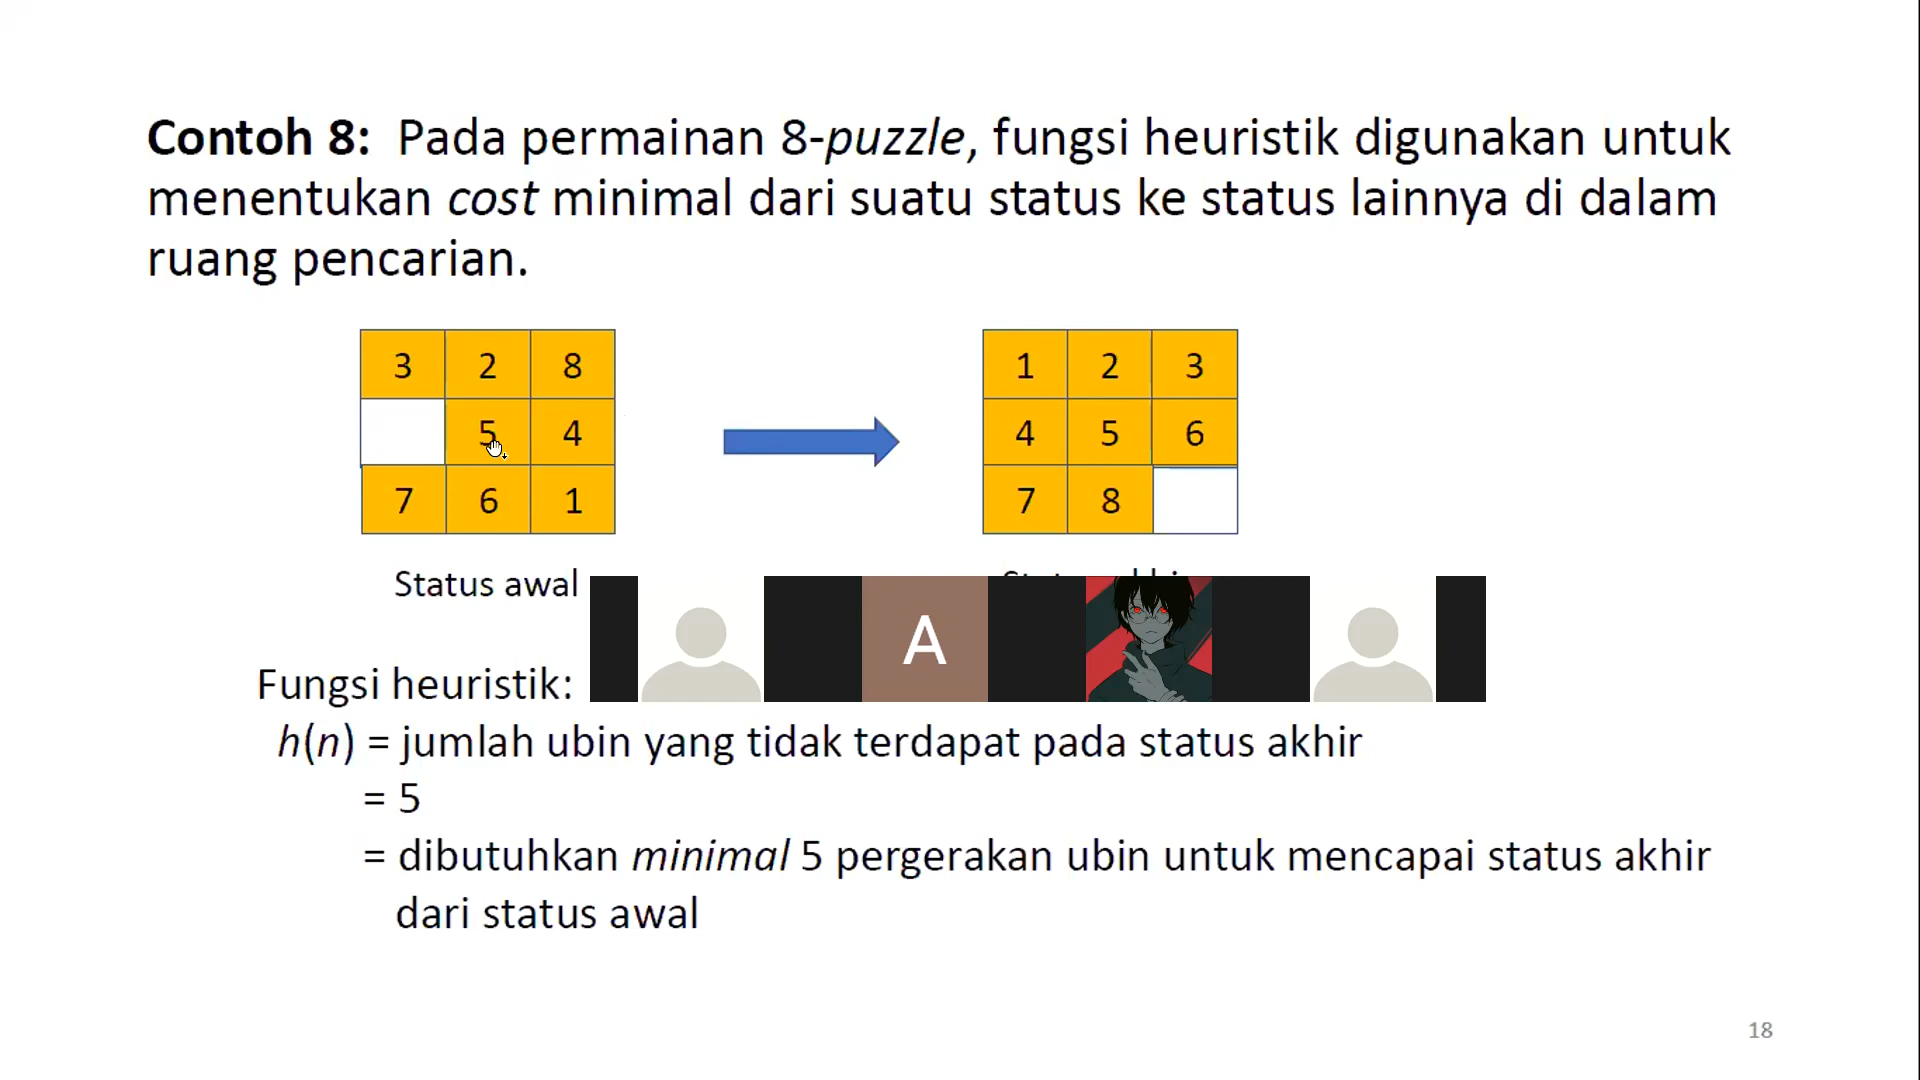 Contoh 8: Pada permainan 8-puzzle, fungsi heuristik digunakan untuk
menentukan cost minimal dari suatu status ke status lainnya di dalam
ruang pencarian.
3 2 8
5 4
7 6 1
1 2 3
4 5 6
7 8
Status awal
A
Fungsi heuristik:
h(n) = jumlah ubin yang tidak terdapat pada status akhir
= 5
= dibutuhkan minimal 5 pergerakan ubin untuk mencapai status akhir
dari status awal
18